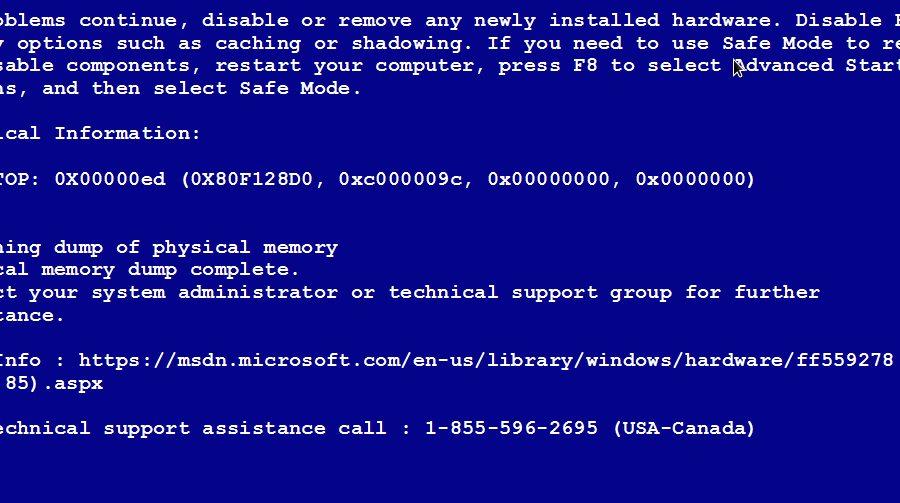 oblems continue, disable or remove any newly installed hardware. Disable
y options such as caching or shadowing. If you need to use Safe Mode to re
sable components, restart your computer, press F8 to select Advanced Start
ns, and then select Safe Mode.
ical Information:
TOP: 0X00000ed (0X80F128D0, 0xc000009c, 0x00000000, 0x0000000)
ning dump of physical memory
cal memory dump complete.
ct your system administrator or technical support group for further
tance.
Info : https://msdn.microsoft.com/en-us/library/windows/hardware/ff559278
85).aspx
echnical support assistance call : 1-855-596-2695 (USA-Canada)